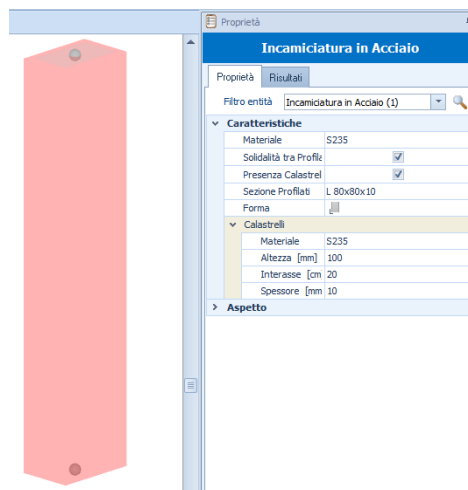 Proprietà
Incamiciatura in Acciaio
Proprietà Risultati
Filtro entità Incamiciatura in Acciaio (1)
Caratteristiche
Materiale S235
Solidalità tra Profila
Presenza Calastrel
Sezione Profilati L 80x80x10
Forma
Calastrelli
Materiale S235
Altezza [mm] 100
Interasse [cm 20
Spessore [mm 10
Aspetto